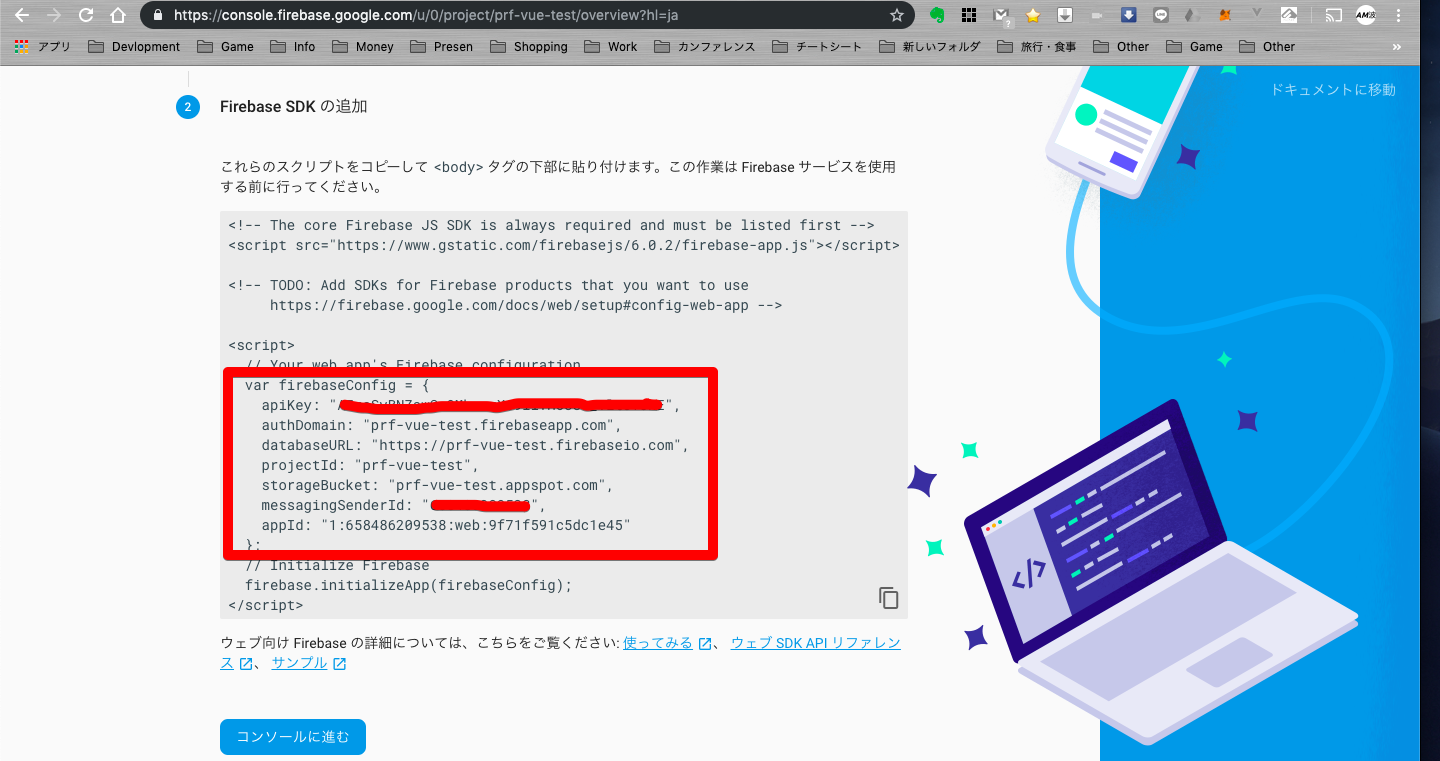 https://console.firebase.google.com/u/0/project/prf-vue-test/overview?hl=ja
アプリ Devlopment Game Info Money Presen Shopping Work カンファレンス チートシート 新しいフォルダ 旅行・食事 Other Game Other »
ドキュメントに移動
2 Firebase SDK の追加
これらのスクリプトをコピーして <body> タグの下部に貼り付けます。この作業は Firebase サービスを使用
する前に行ってください。
<!-- The core Firebase JS SDK is always required and must be listed first -->
<script src="https://www.gstatic.com/firebasejs/6.0.2/firebase-app.js"></script>
<!-- TODO: Add SDKs for Firebase products that you want to use
https://firebase.google.com/docs/web/setup#config-web-app -->
<script>
// Your web app's Firebase configuration
var firebaseConfig = {
apiKey: "",
authDomain: "prf-vue-test.firebaseapp.com",
databaseURL: "https://prf-vue-test.firebaseio.com",
projectId: "prf-vue-test",
storageBucket: "prf-vue-test.appspot.com",
messagingSenderId: "",
appId: "1:658486209538:web:9f71f591c5dc1e45"
};
// Initialize Firebase
firebase.initializeApp(firebaseConfig);
</script>
ウェブ向け Firebase の詳細については、こちらをご覧ください: 使ってみる 、 ウェブ SDK API リファレン
ス 、 サンプル
コンソールに進む